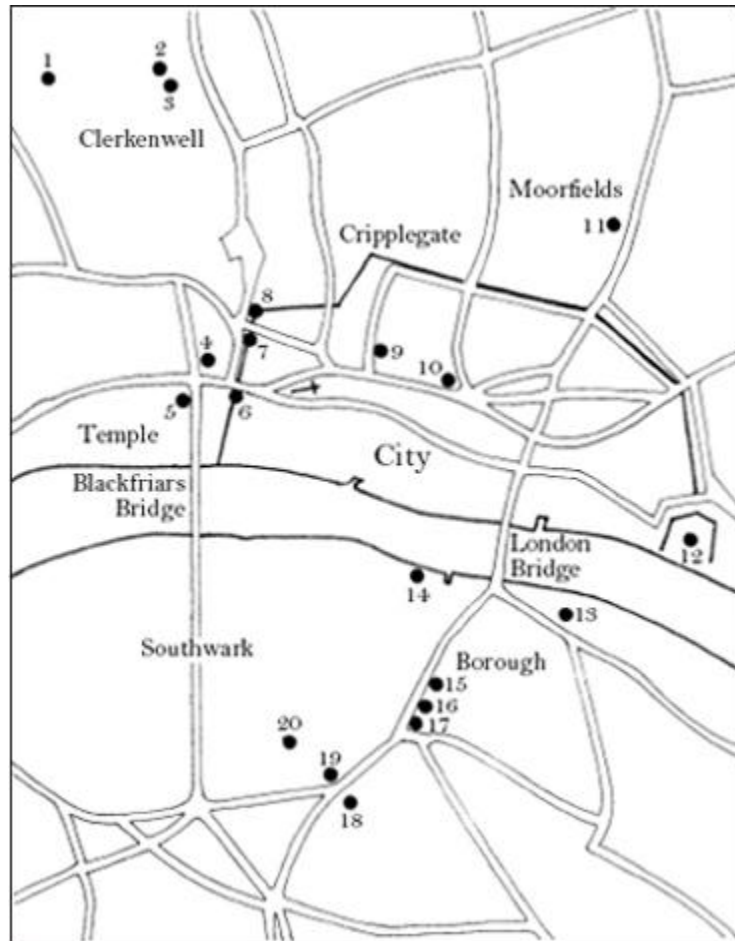 1
2
3
Clerkenwell
Moorfields
11
Cripplegate
8
7
4
9
10
5
6
Temple
City
Blackfriars
Bridge
London
Bridge
12
14
13
Southwark
Borough
15
16
17
20
19
18